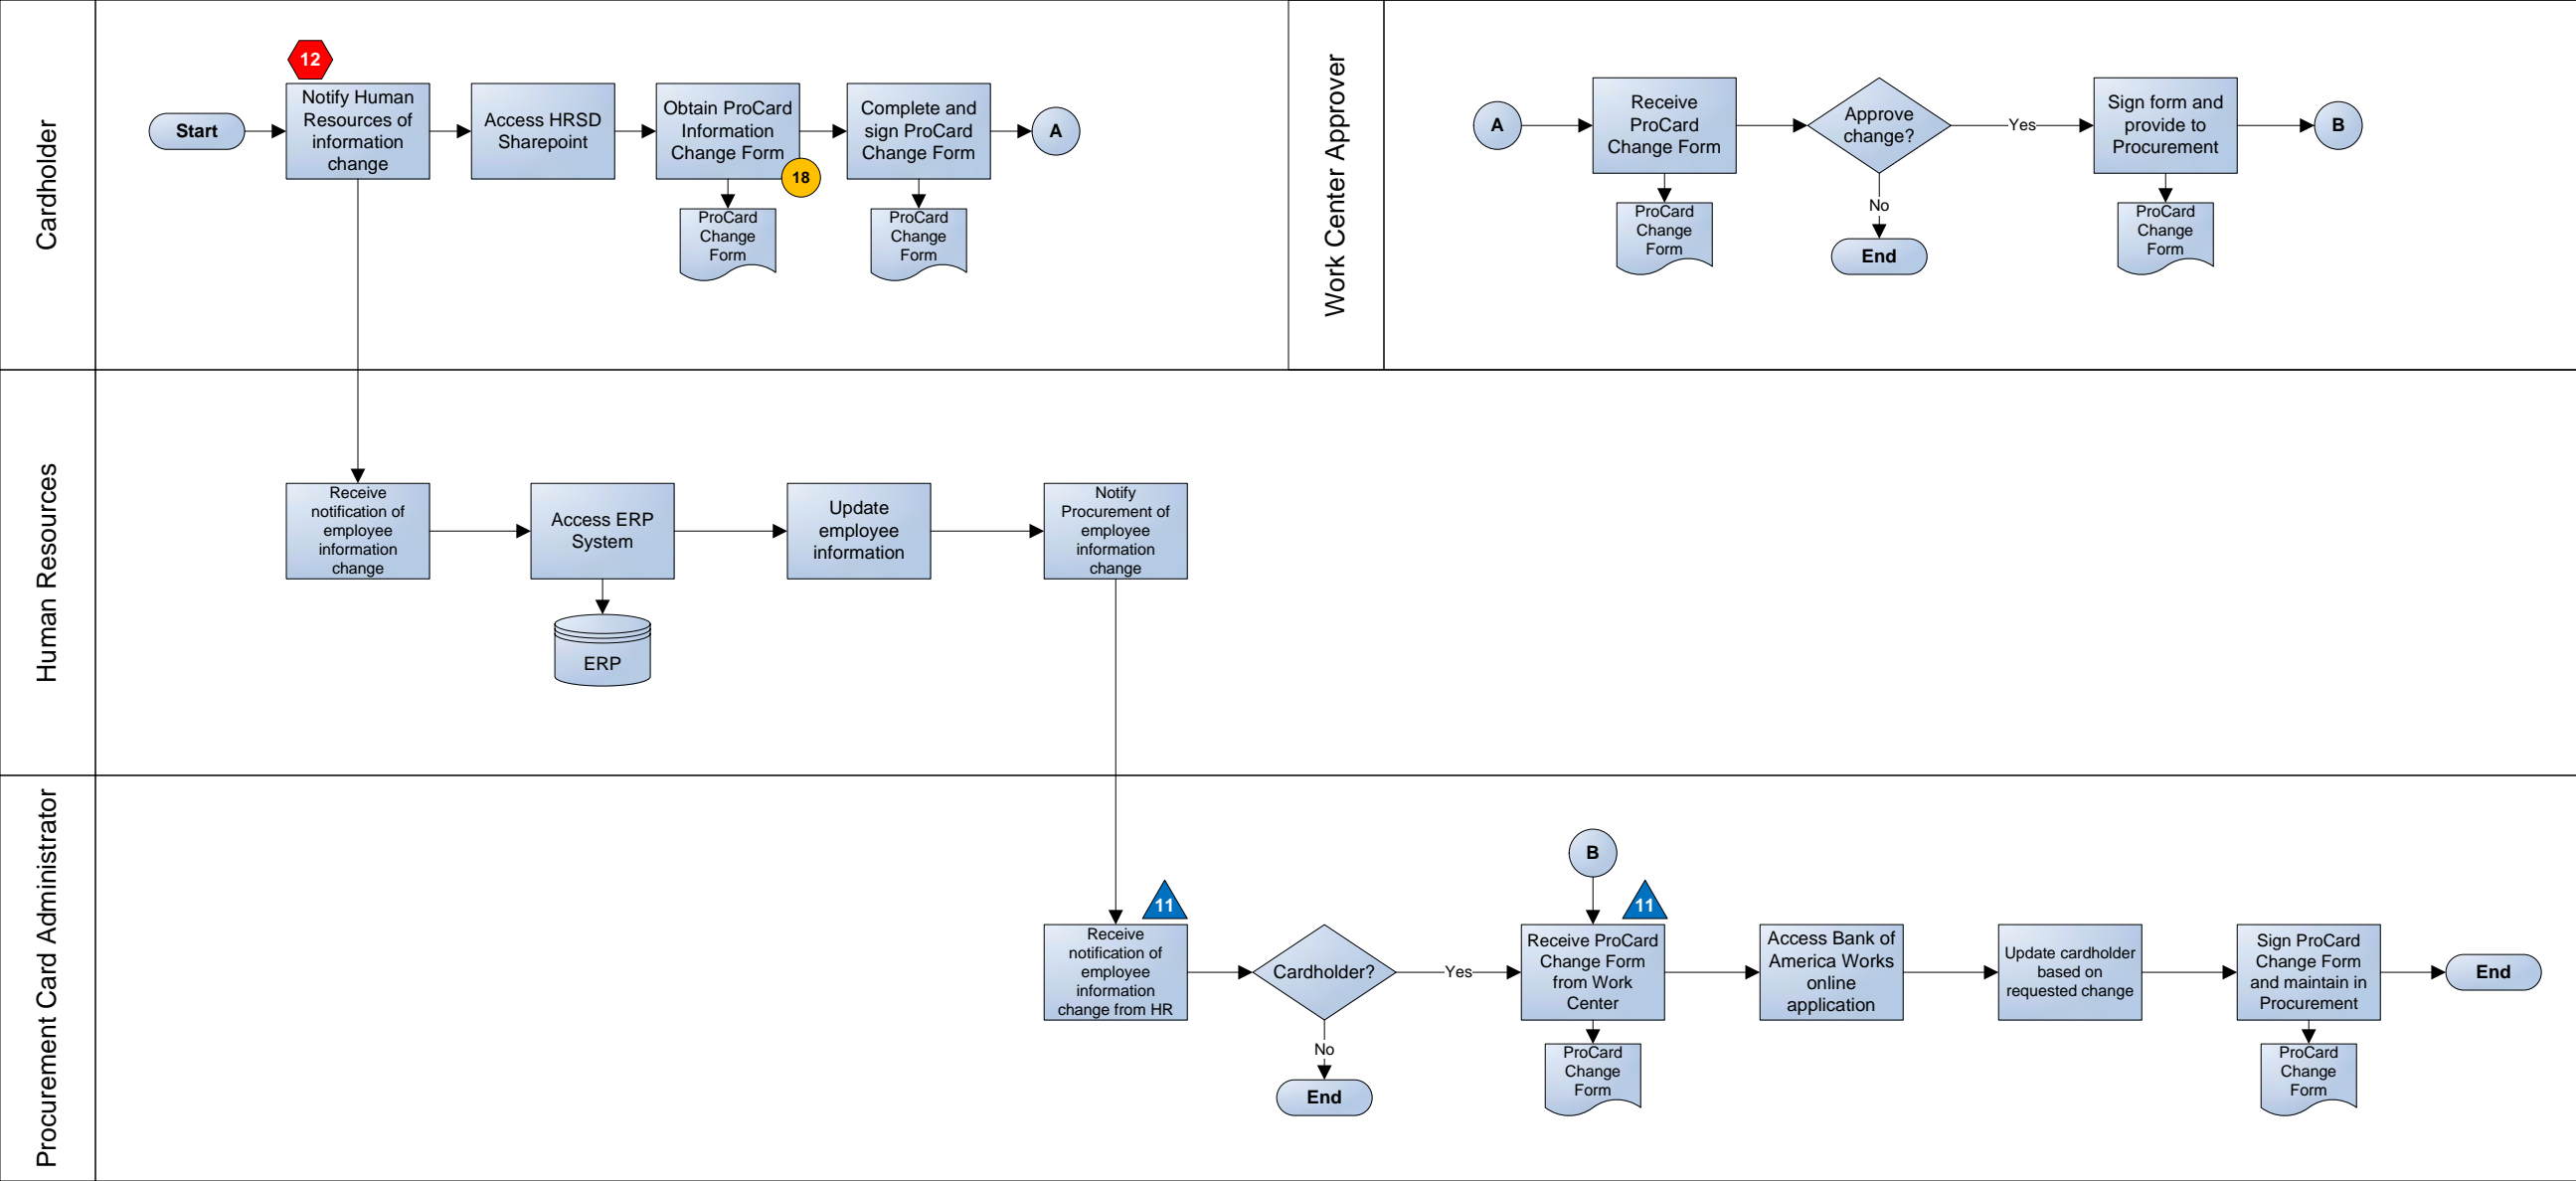 Cardholder
12
Start
Notify Human
Resources of
information
change
Access HRSD
Sharepoint
Obtain ProCard
Information
Change Form
18
ProCard
Change
Form
Complete and
sign ProCard
Change Form
ProCard
Change
Form
A
Work Center Approver
A
Receive
ProCard
Change Form
ProCard
Change
Form
Approve
change?
No
End
Yes
Sign form and
provide to
Procurement
ProCard
Change
Form
B
Human Resources
Receive
notification of
employee
information
change
Access ERP
System
ERP
Update
employee
information
Notify
Procurement of
employee
information
change
Procurement Card Administrator
11
Receive
notification of
employee
information
change from HR
Cardholder?
No
End
Yes
B
11
Receive ProCard
Change Form
from Work
Center
ProCard
Change
Form
Access Bank of
America Works
online
application
Update cardholder
based on
requested change
Sign ProCard
Change Form
and maintain in
Procurement
ProCard
Change
Form
End